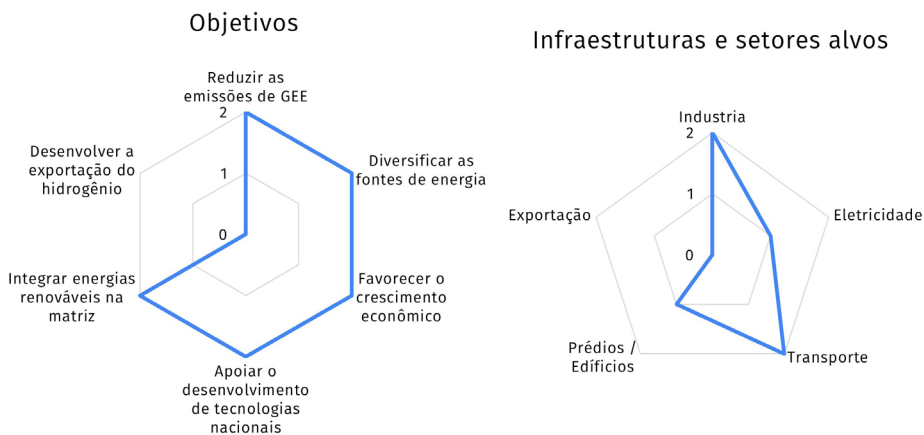 Objetivos
Reduzir as
emissões de GEE
2
Desenvolver a
exportação do
hidrogênio
1
Diversificar as
fontes de energia
0
Integrar energias
renováveis na
matriz
Favorecer o
crescimento
econômico
Apoiar o
desenvolvimento
de tecnologias
nacionais
Infraestruturas e setores alvos
Industria
2
1
Exportação
Eletricidade
0
Prédios /
Edíficios
Transporte